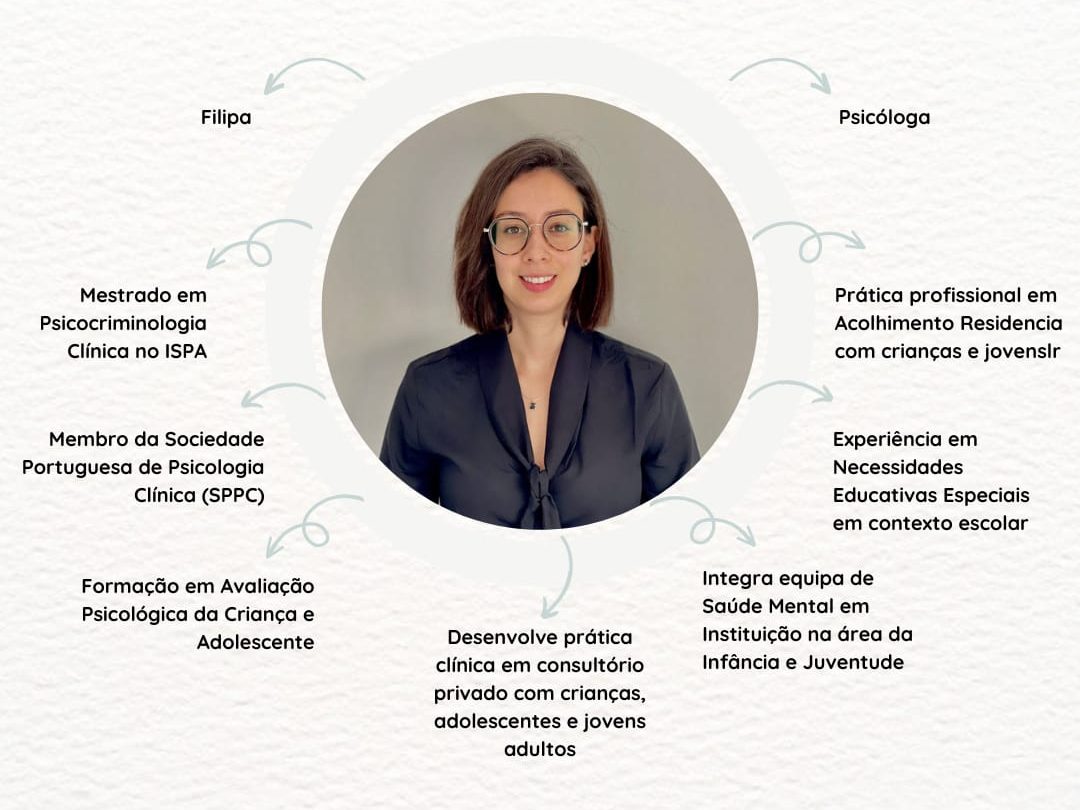 Filipa
Psicóloga
Mestrado em
Psicocriminologia
Clínica no ISPA
Prática profissional em
Acolhimento Residencia
com crianças e jovenslr
Membro da Sociedade
Portuguesa de Psicologia
Clínica (SPPC)
Experiência em
Necessidades
Educativas Especiais
em contexto escolar
Formação em Avaliação
Psicológica da Criança e
Adolescente
Integra equipa de
Saúde Mental em
Instituição na área da
Infância e Juventude
Desenvolve prática
clínica em consultório
privado com crianças,
adolescentes e jovens
adultos